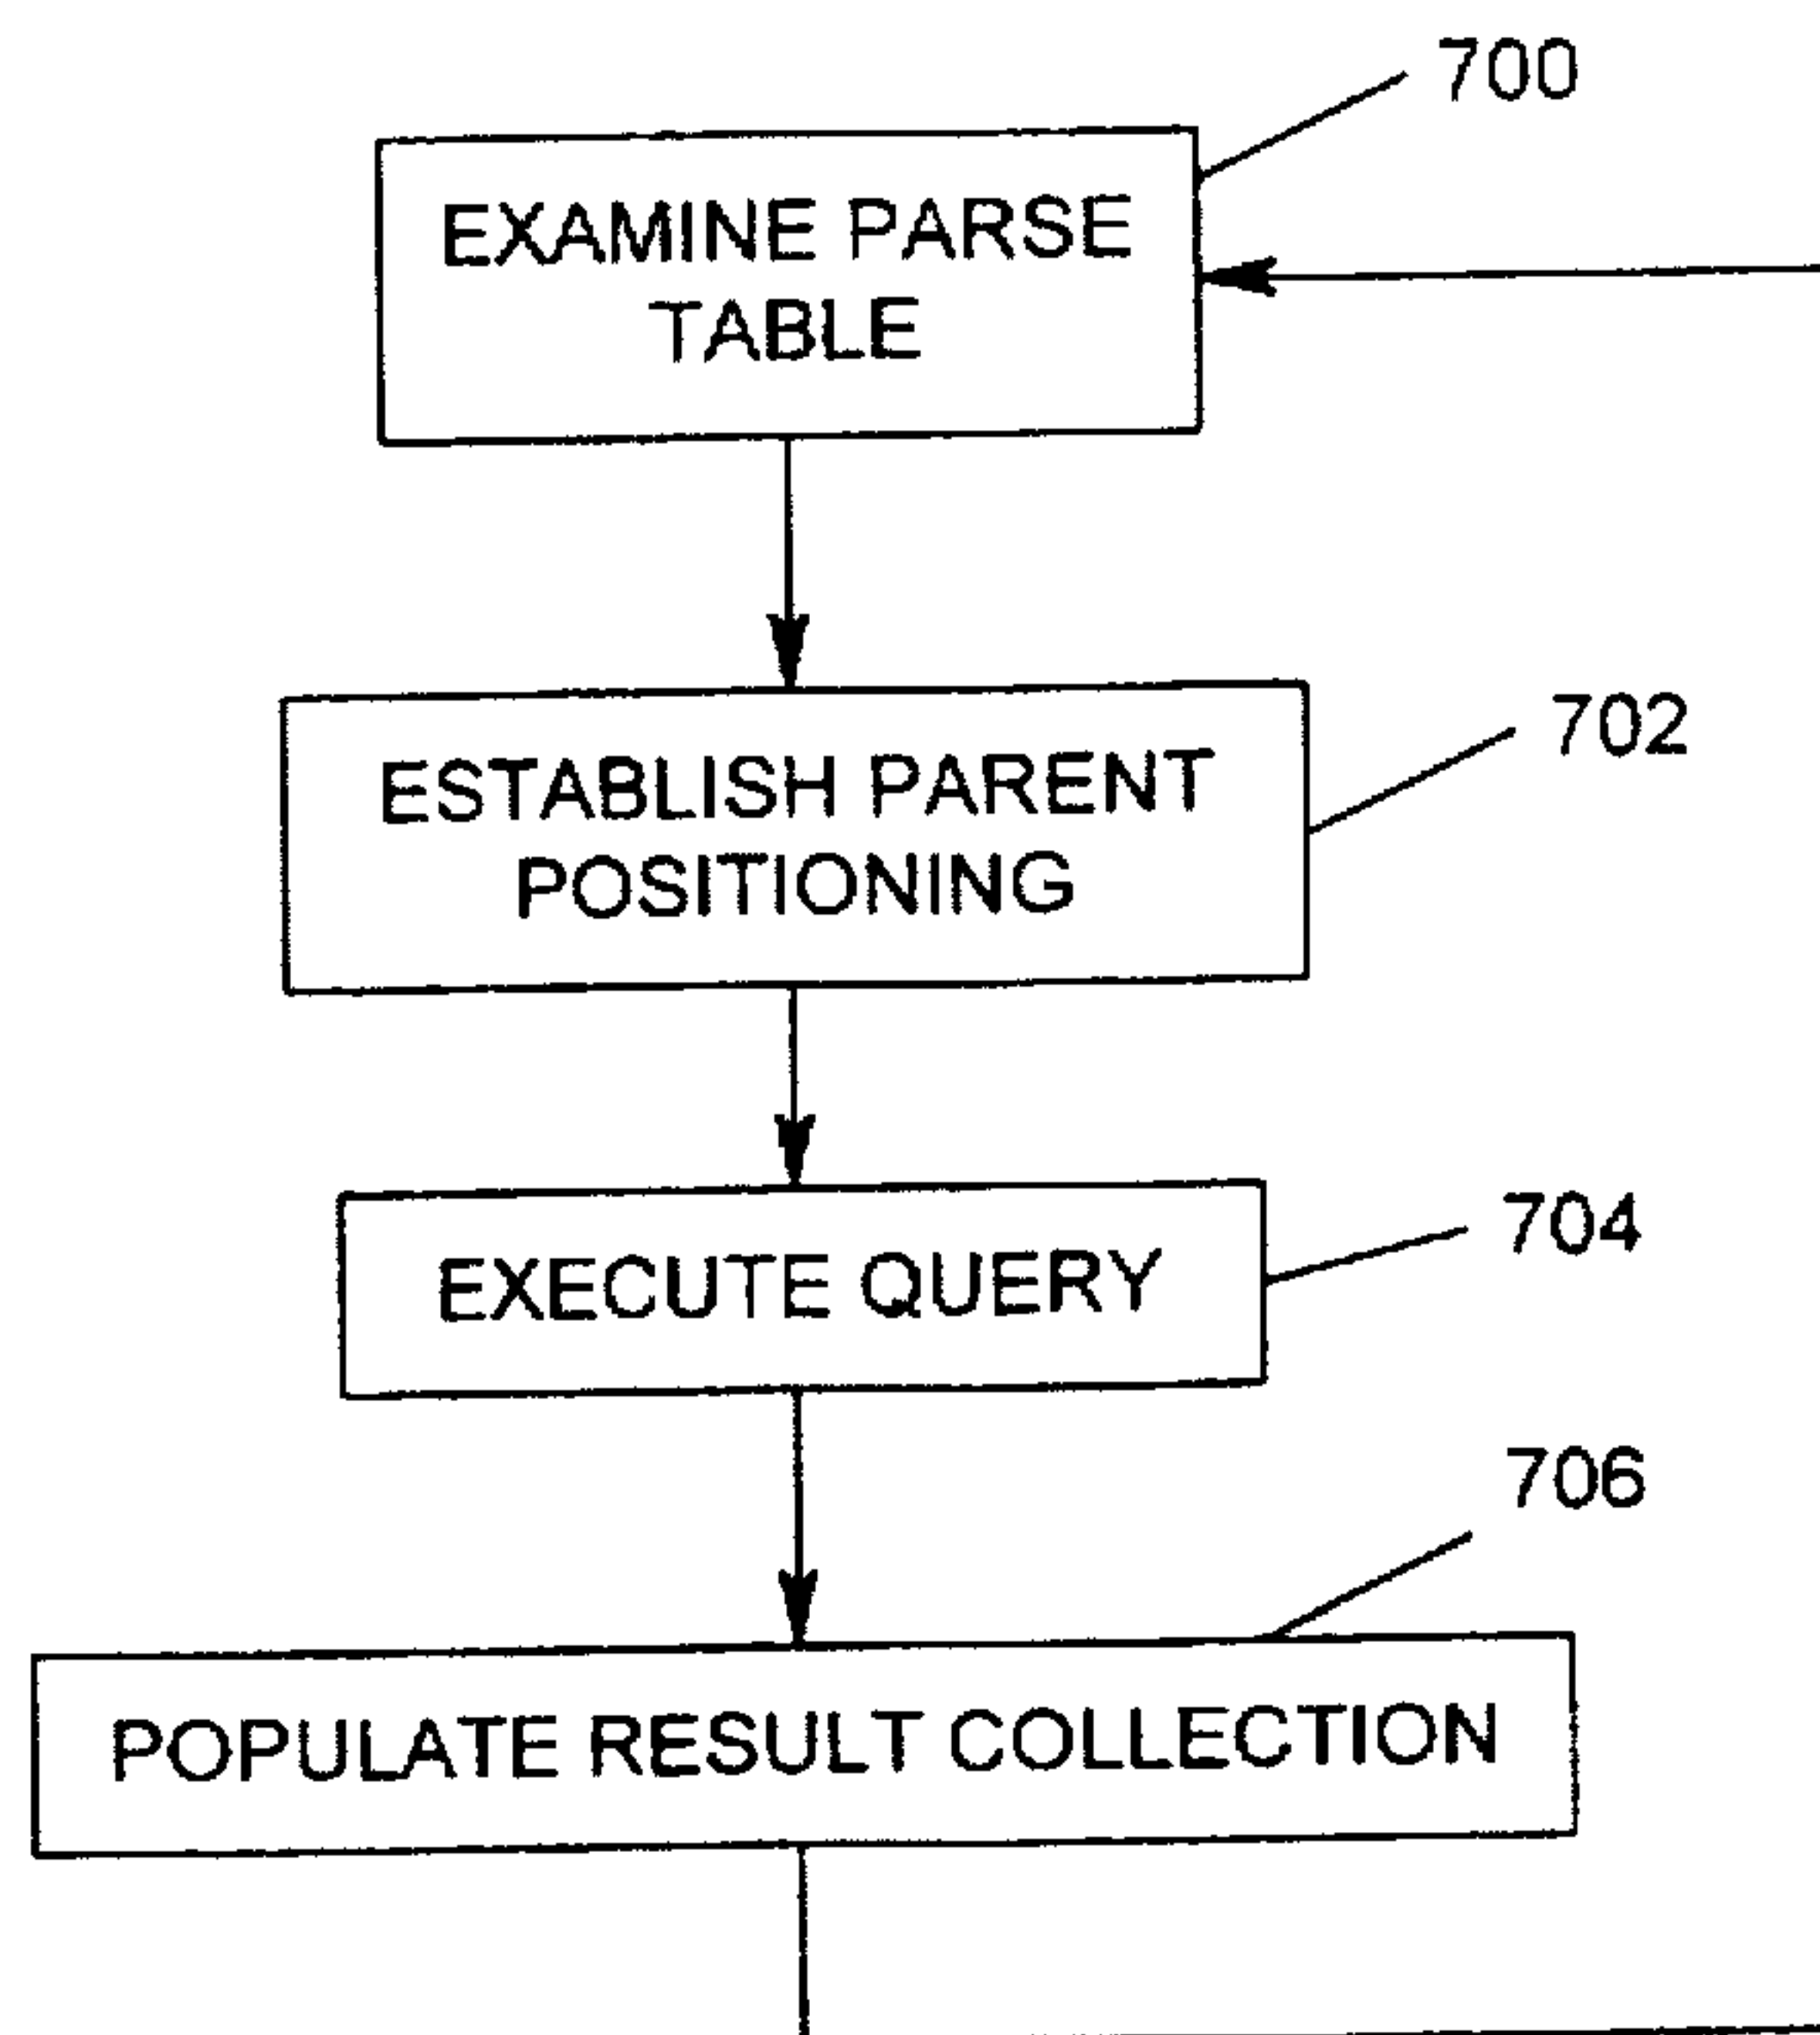 700
EXAMINE PARSE
TABLE
702
ESTABLISH PARENT
POSITIONING
704
EXECUTE QUERY
706
POPULATE RESULT COLLECTION